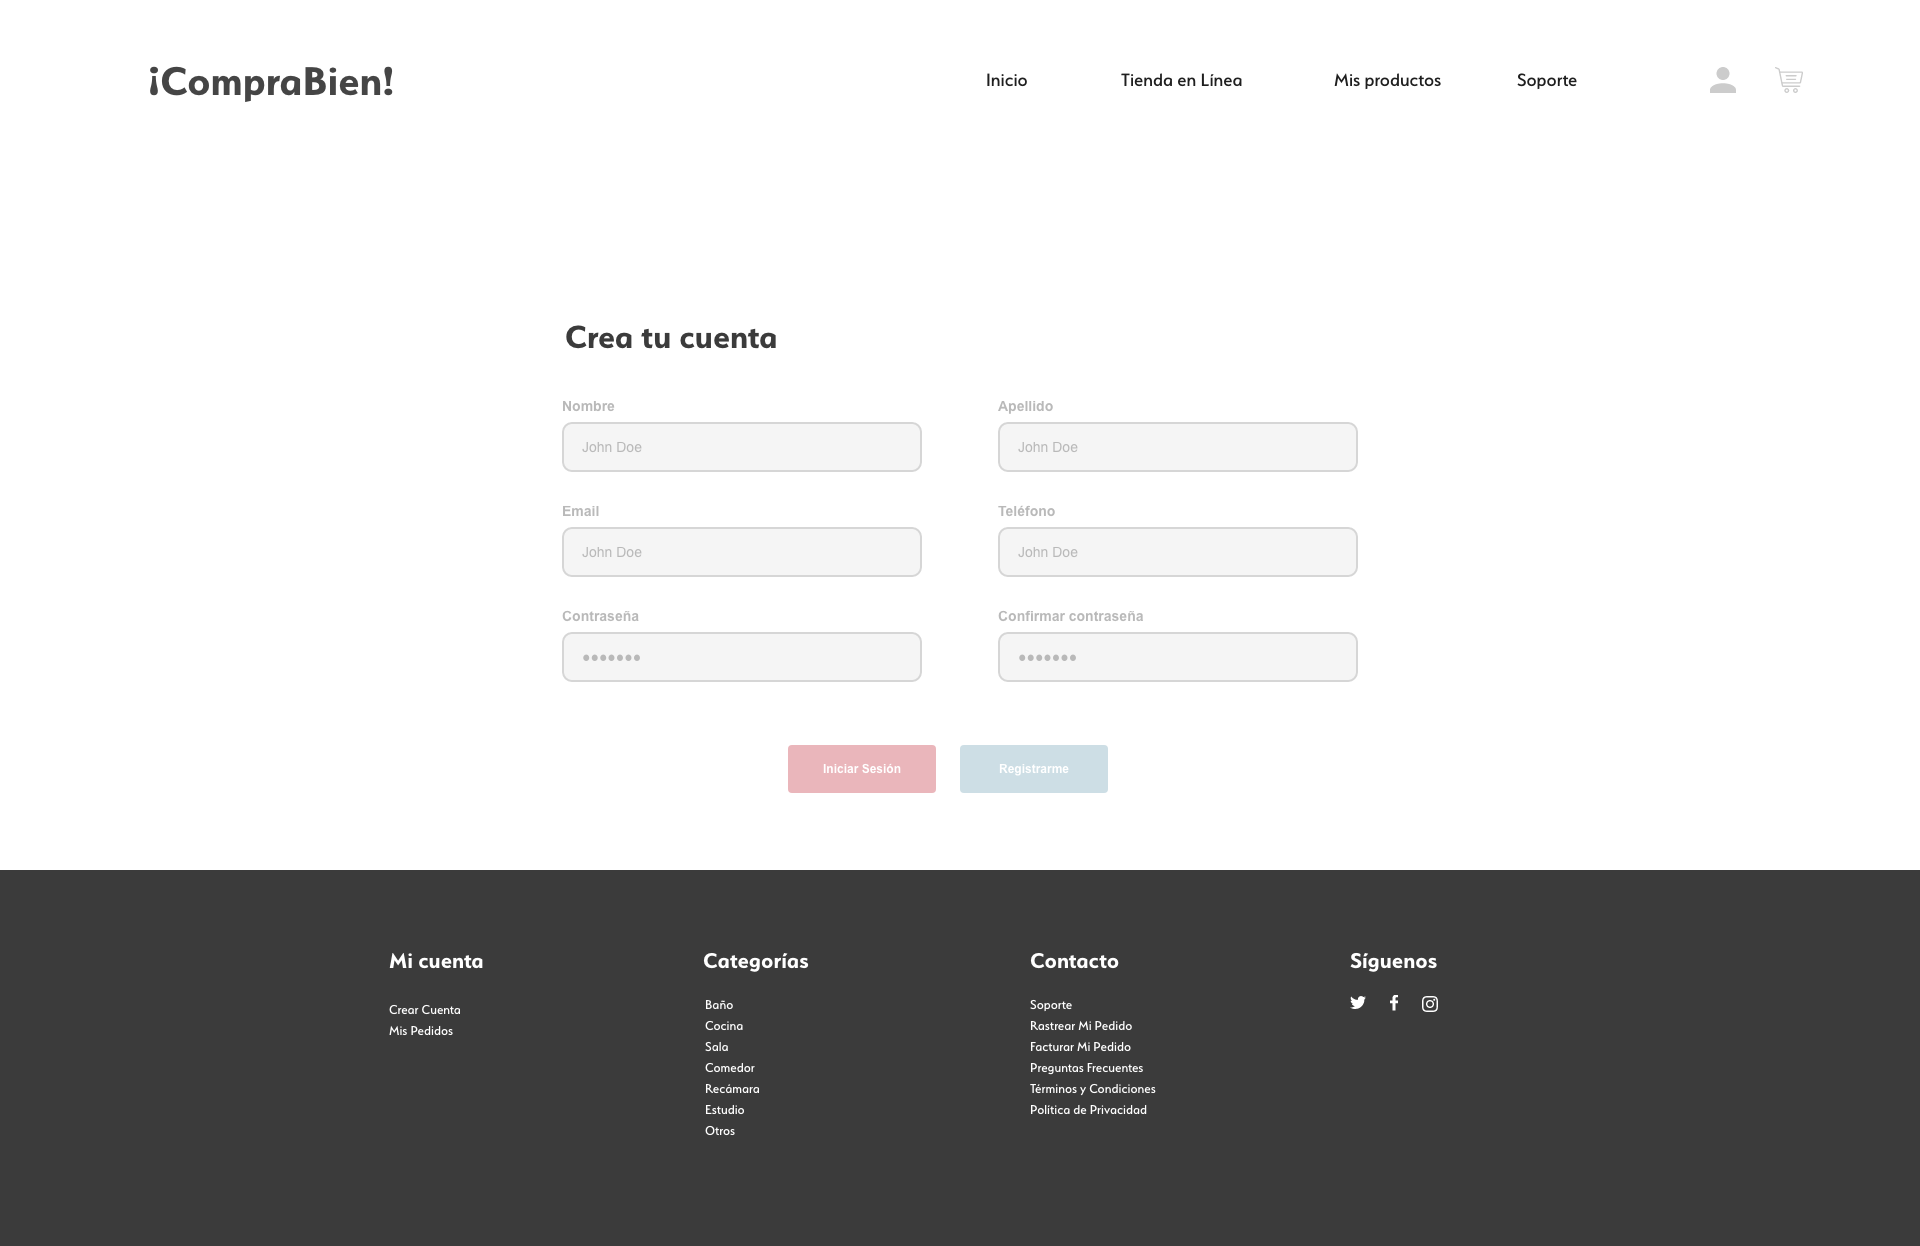 ¡CompraBien!
Inicio
Tienda en Línea
Mis productos
Soporte
Crea tu cuenta
Nombre
Apellido
John Doe
John Doe
Email
Teléfono
John Doe
John Doe
Contraseña
Confirmar contraseña
•••••••
•••••••
Iniciar Sesión
Registrarme
Mi cuenta
Crear Cuenta
Mis Pedidos
Categorías
Baño
Cocina
Sala
Comedor
Recámara
Estudio
Otros
Contacto
Soporte
Rastrear Mi Pedido
Facturar Mi Pedido
Preguntas Frecuentes
Términos y Condiciones
Política de Privacidad
Síguenos